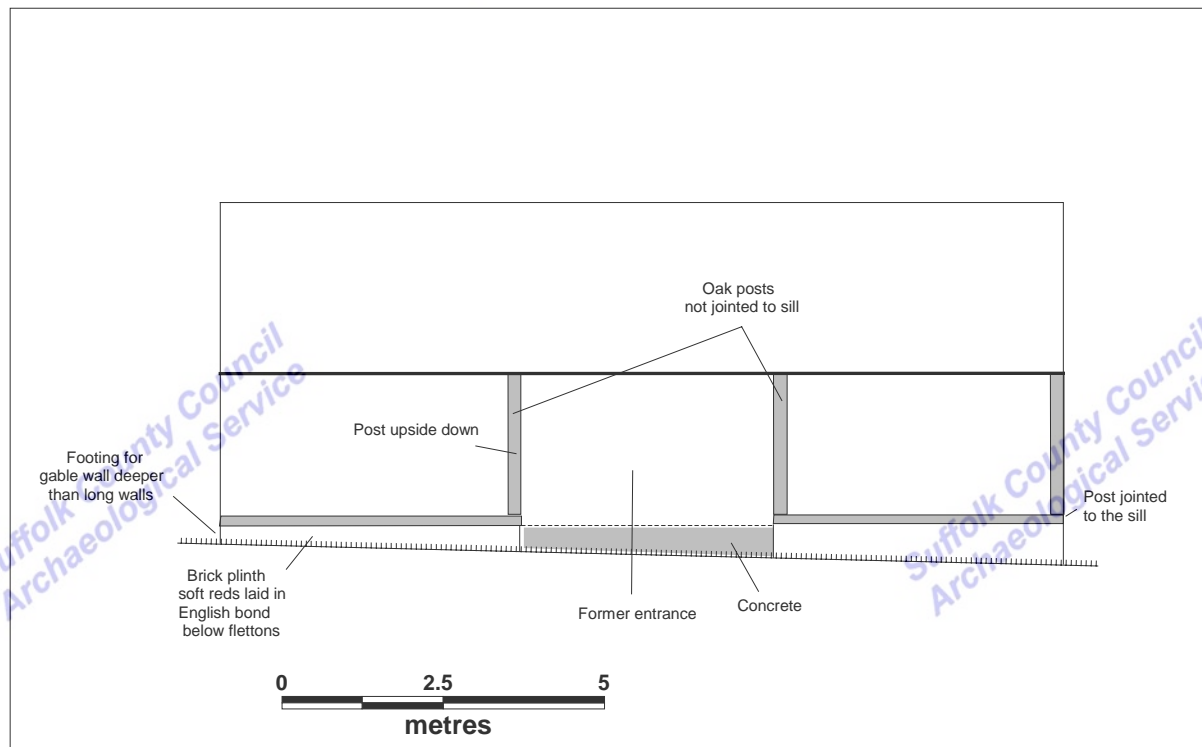 Oak posts
not jointed to sill
Suffolk County Council
Archaeological Service
Suffolk County Council
Archaeological Service
Post upside down
Footing for
gable wall deeper
than long walls
Post jointed
to the sill
Brick plinth
soft reds laid in
English bond
below flettons
Former entrance
Concrete
0 2.5 5
metres